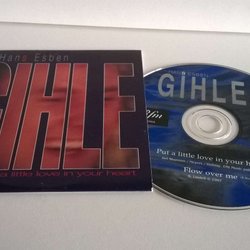 Hans Esben
GIHLE
a little love in your heart
HANS ESBEN
GIHLE
Put a little love in your hea
Flow over me